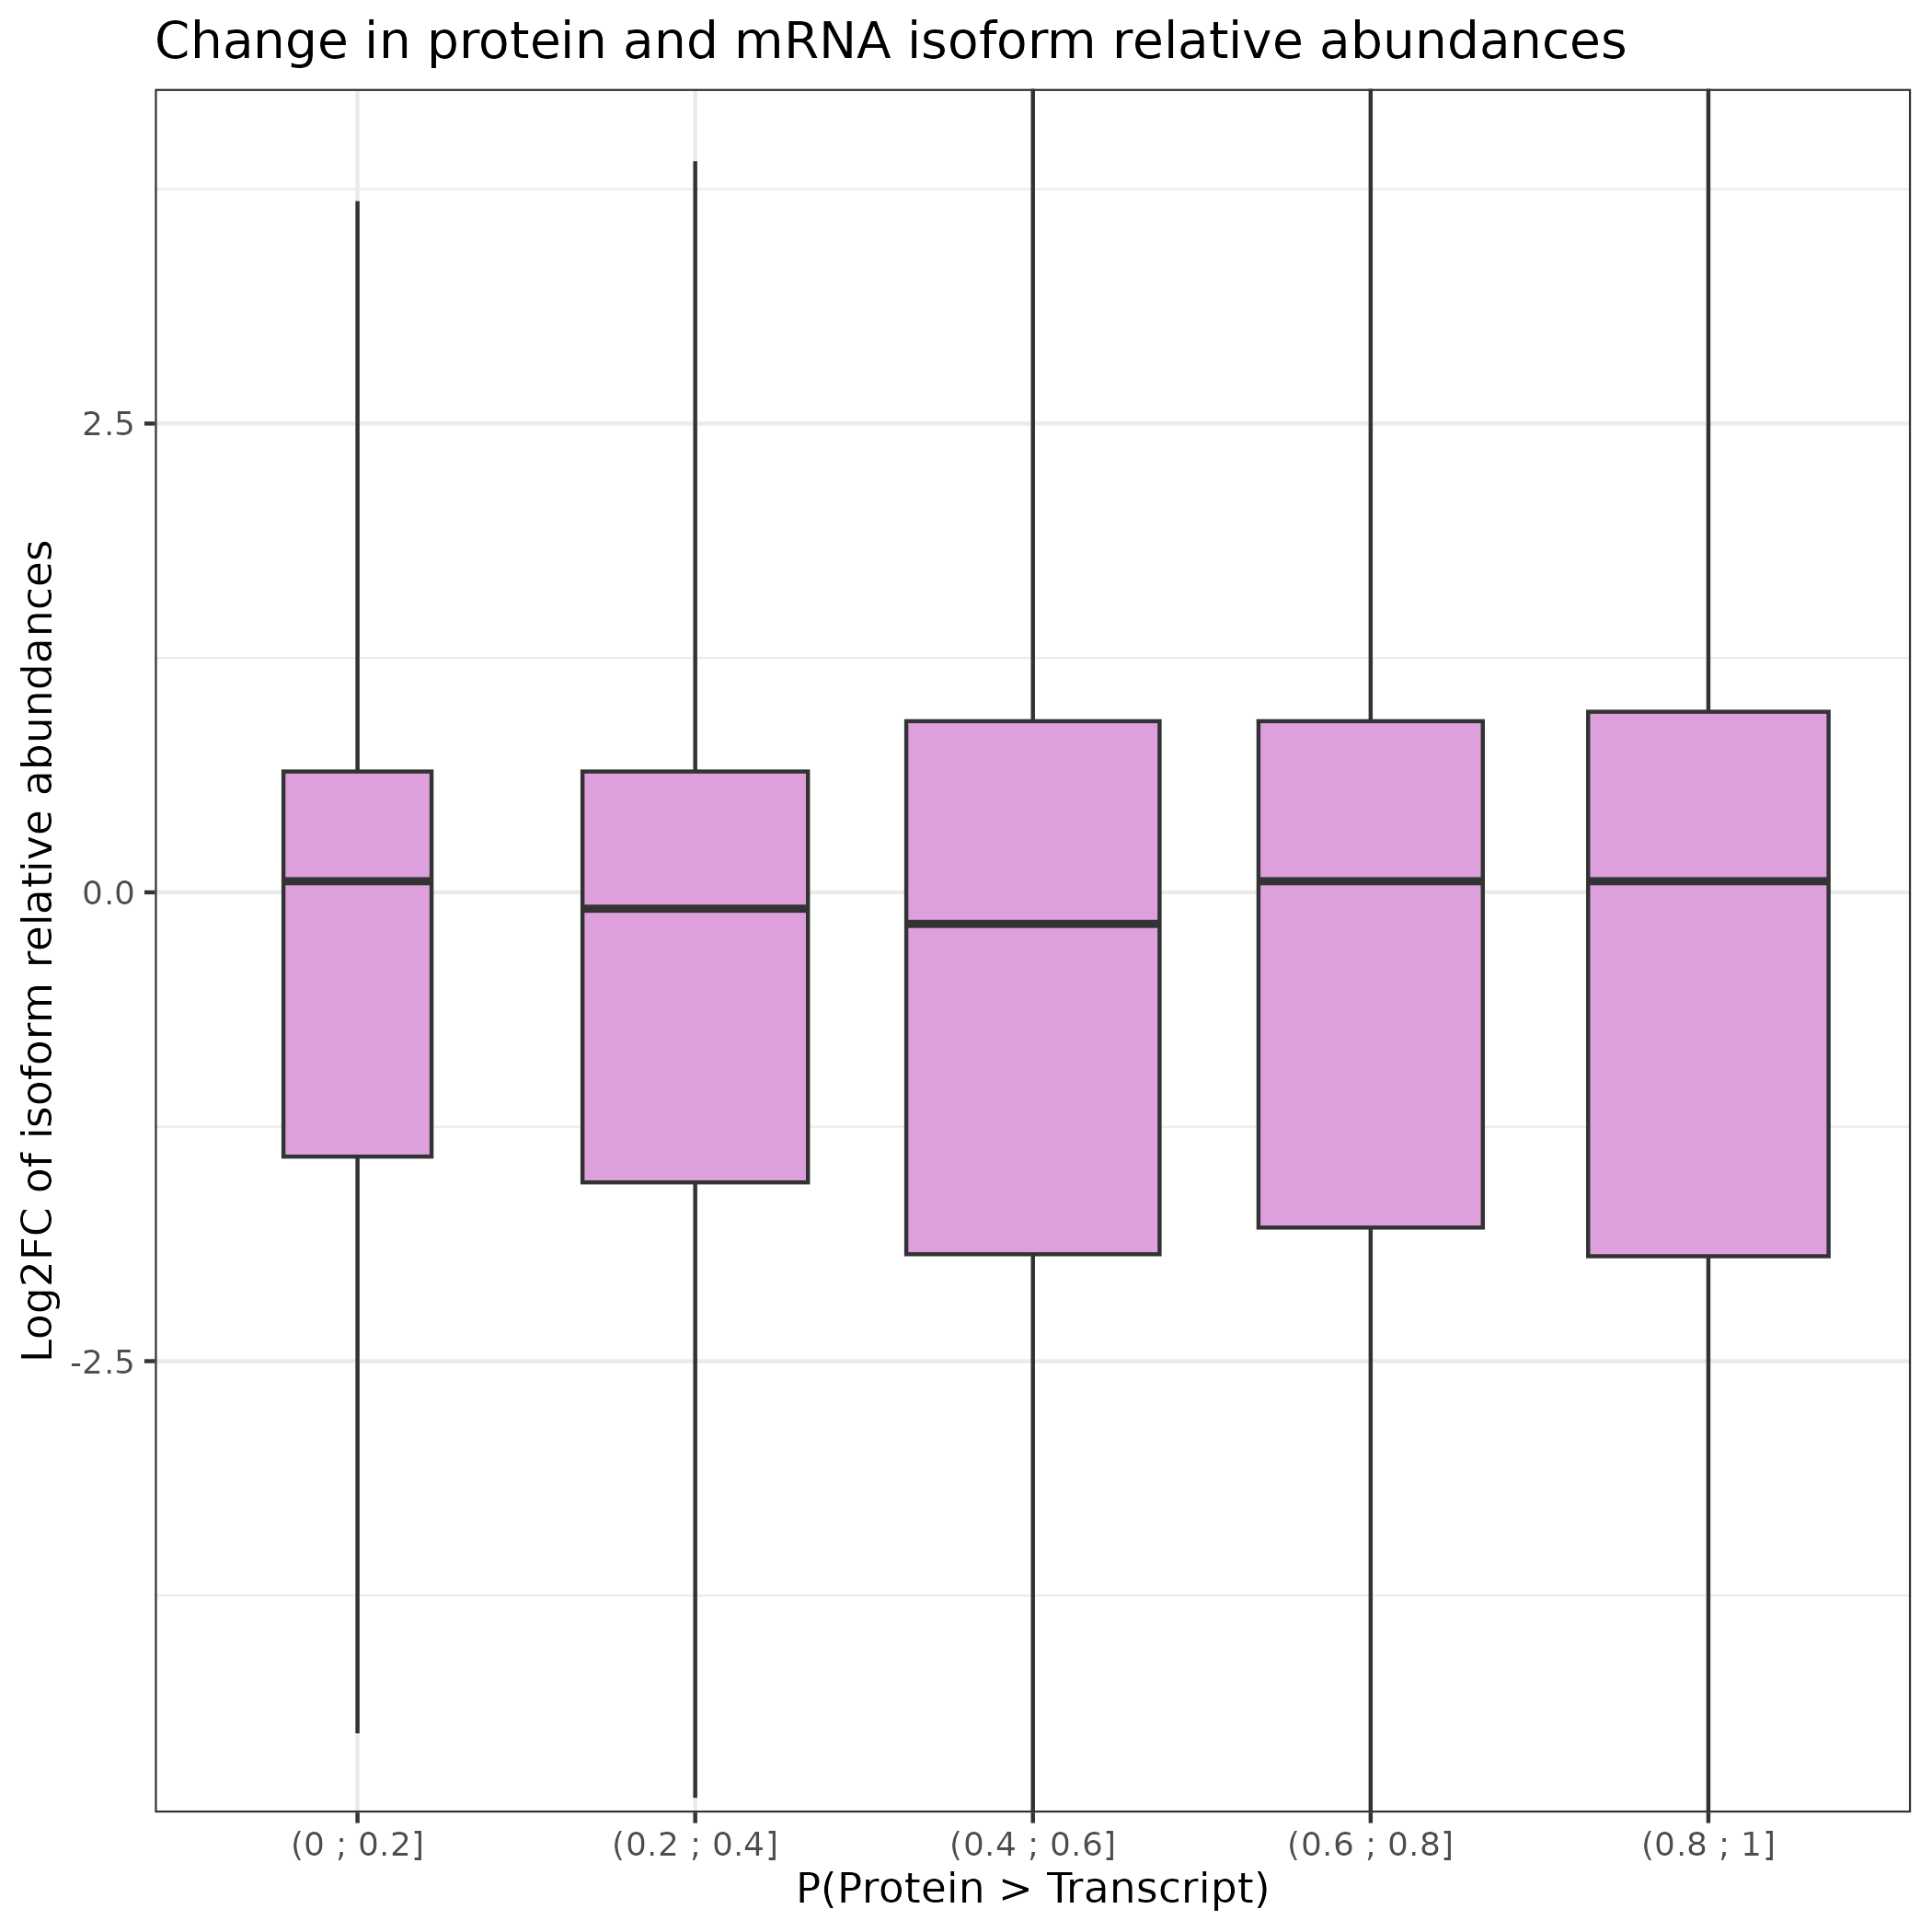 Change in protein and mRNA isoform relative abundances
Log2FC of isoform relative abundances
2.5
0.0
-2.5
(0 ; 0.2]
(0.2 ; 0.4]
(0.4 ; 0.6]
(0.6 ; 0.8]
(0.8 ; 1]
P(Protein > Transcript)